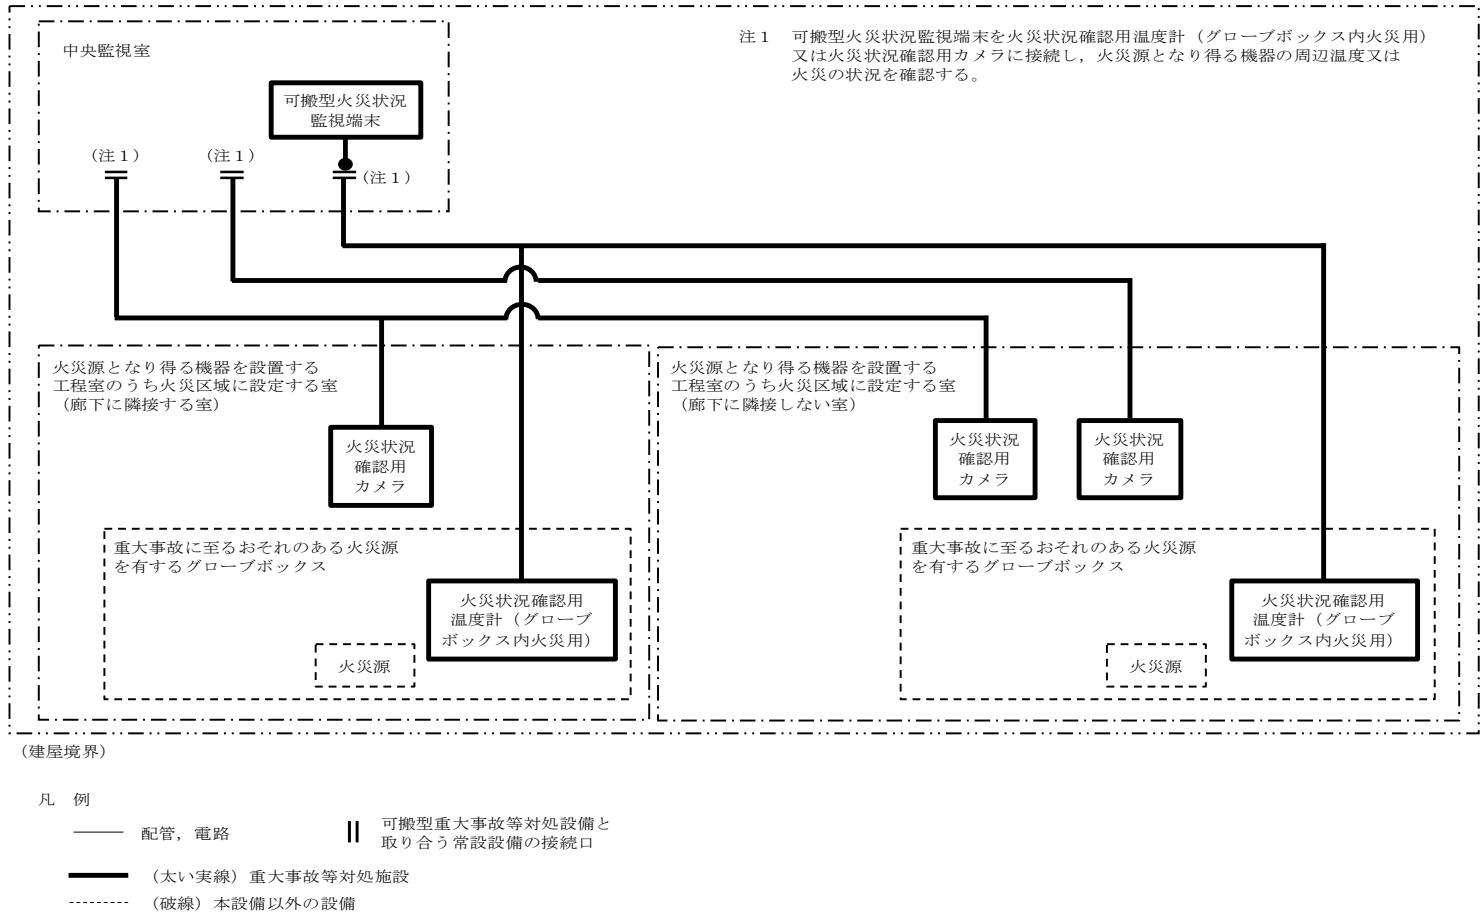 中央監視室
注１　可搬型火災状況監視端末を火災状況確認用温度計（グローブボックス内火災用）
又は火災状況確認用カメラに接続し，火災源となり得る機器の周辺温度又は
火災の状況を確認する。
可搬型火災状況
監視端末
（注１）
（注１）
（注１）
火災源となり得る機器を設置する
工程室のうち火災区域に設定する室
（廊下に隣接する室）
火災状況
確認用
カメラ
重大事故に至るおそれのある火災源
を有するグローブボックス
火災状況確認用
温度計（グローブ
ボックス内火災用）
火災源
火災源となり得る機器を設置する
工程室のうち火災区域に設定する室
（廊下に隣接しない室）
火災状況
確認用
カメラ
火災状況
確認用
カメラ
重大事故に至るおそれのある火災源
を有するグローブボックス
火災状況確認用
温度計（グローブ
ボックス内火災用）
火災源
（建屋境界）
凡　例
配管，電路
可搬型重大事故等対処設備と
取り合う常設設備の接続口
（太い実線）重大事故等対処施設
（破線）本設備以外の設備